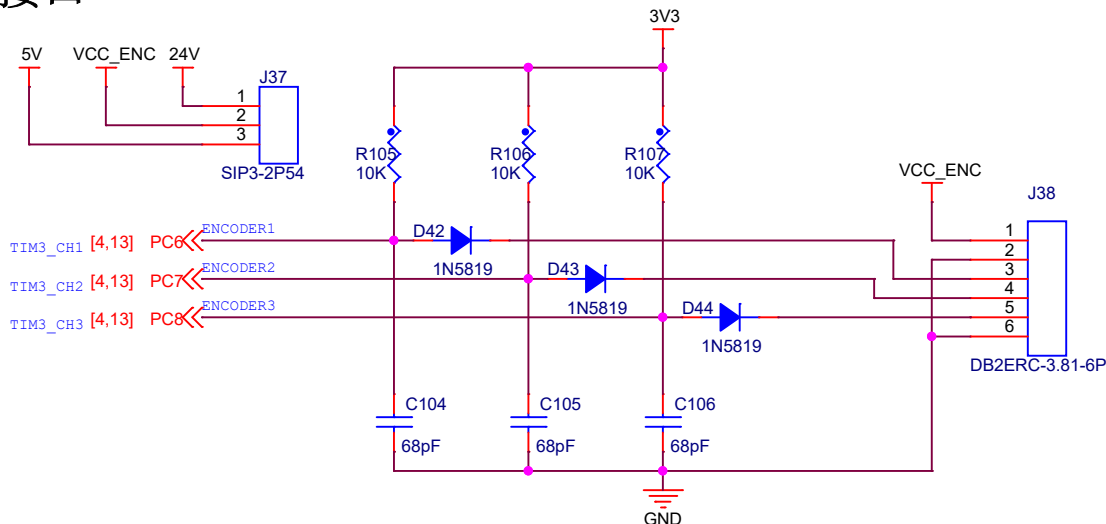 接口
3V3
5V
VCC_ENC
24V
J37
1
2
3
SIP3-2P54
R105
10K
R106
10K
R107
10K
VCC_ENC
J38
TIM3_CH1 [4,13] PC6 ENCODER1
D42
1N5819
TIM3_CH2 [4,13] PC7 ENCODER2
D43
1N5819
TIM3_CH3 [4,13] PC8 ENCODER3
D44
1N5819
1
2
3
4
5
6
DB2ERC-3.81-6P
C104
68pF
C105
68pF
C106
68pF
GND